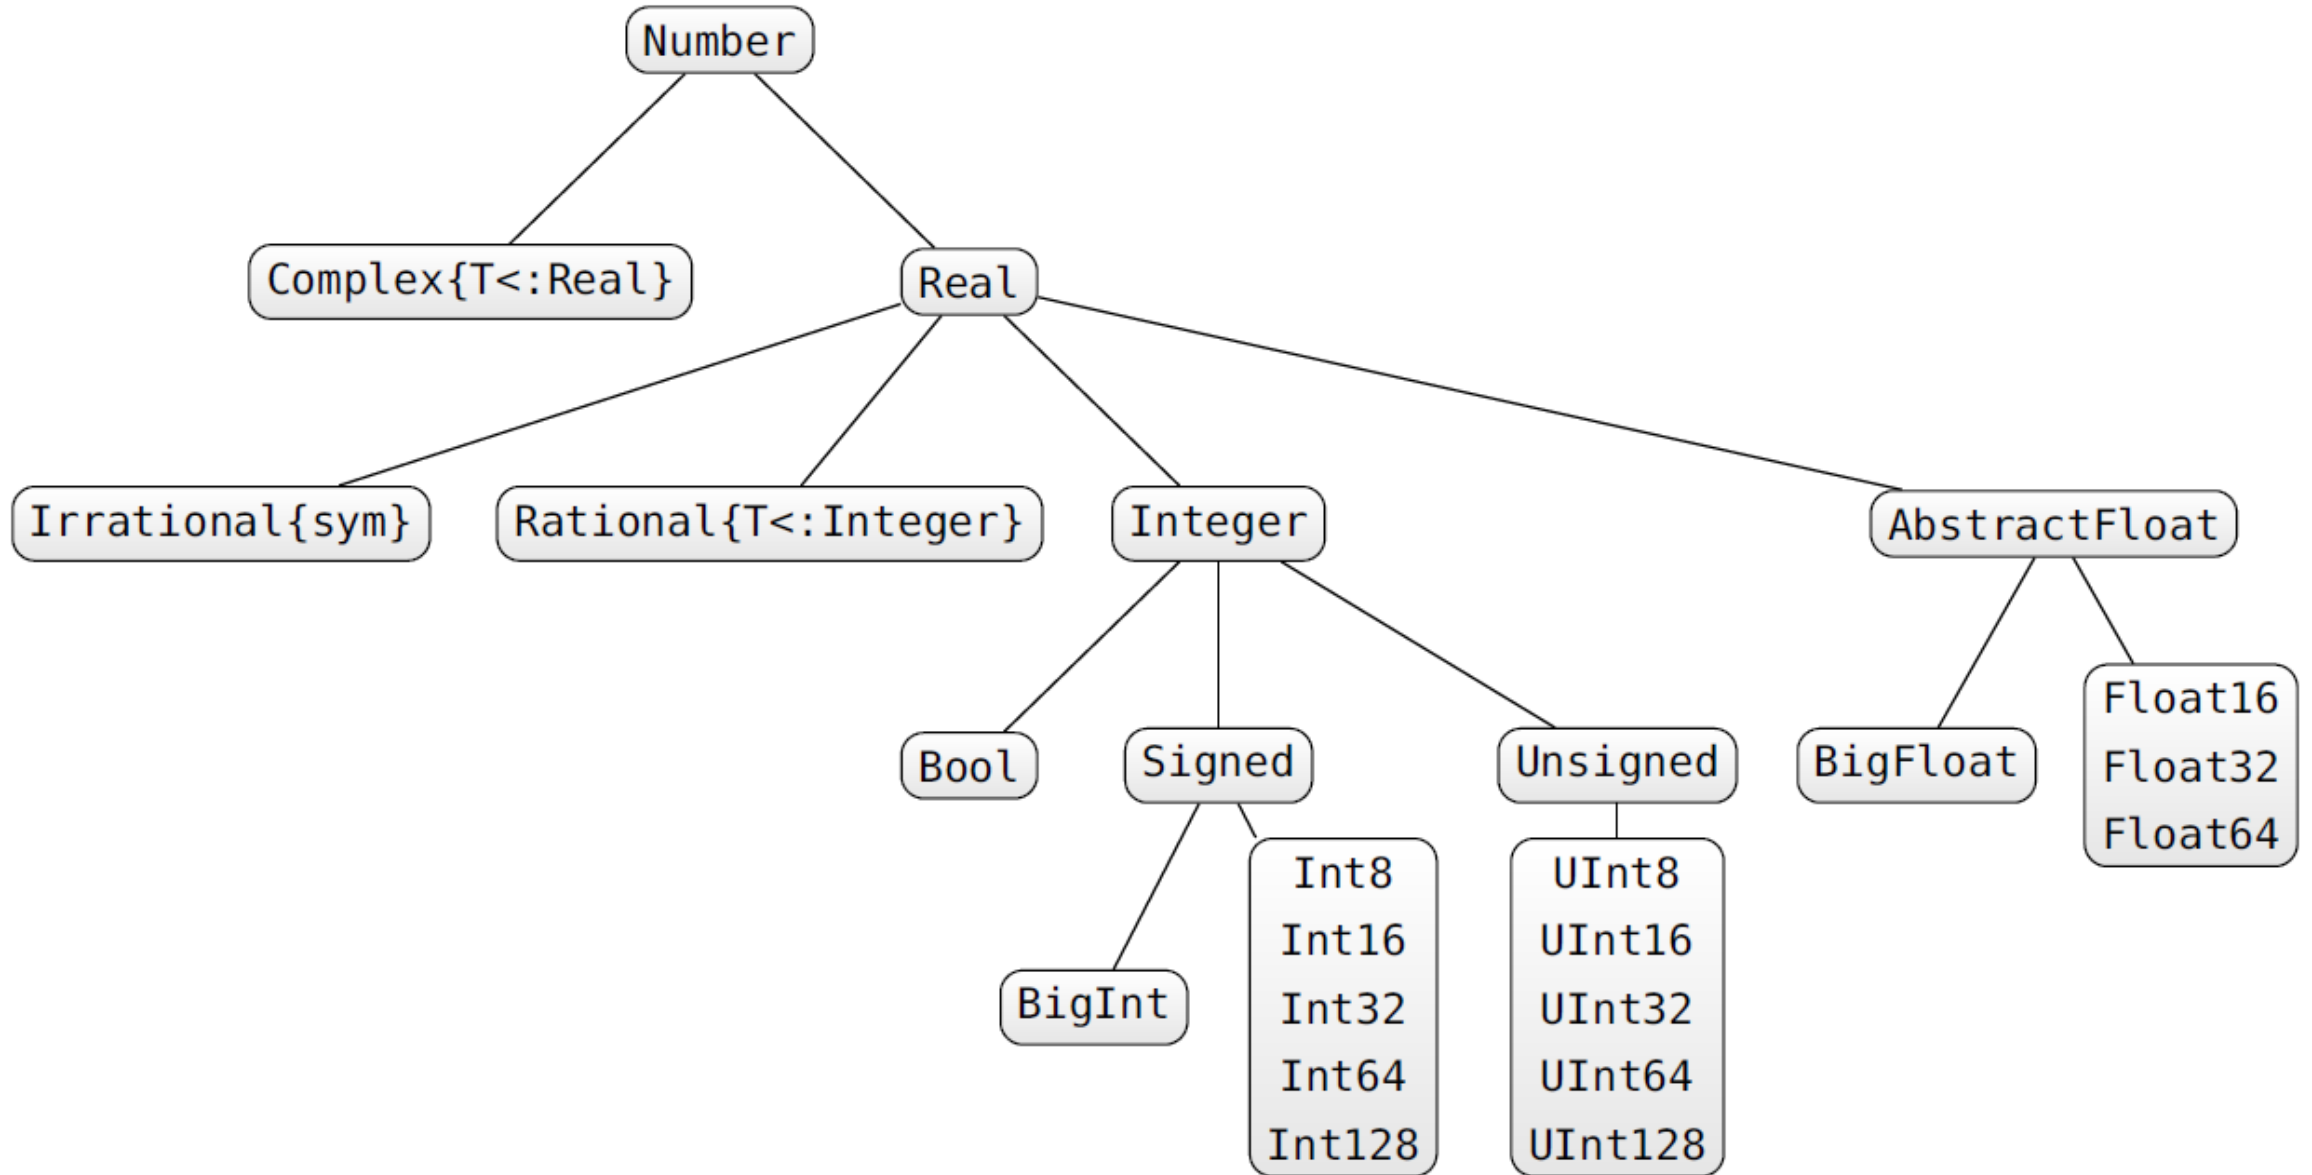 Number
Complex{T<:Real}
Real
Irrational{sym}
Rational{T<:Integer}
Integer
AbstractFloat
Bool
Signed
Unsigned
BigFloat
Float16
Float32
Float64
BigInt
Int8
Int16
Int32
Int64
Int128
UInt8
UInt16
UInt32
UInt64
UInt128